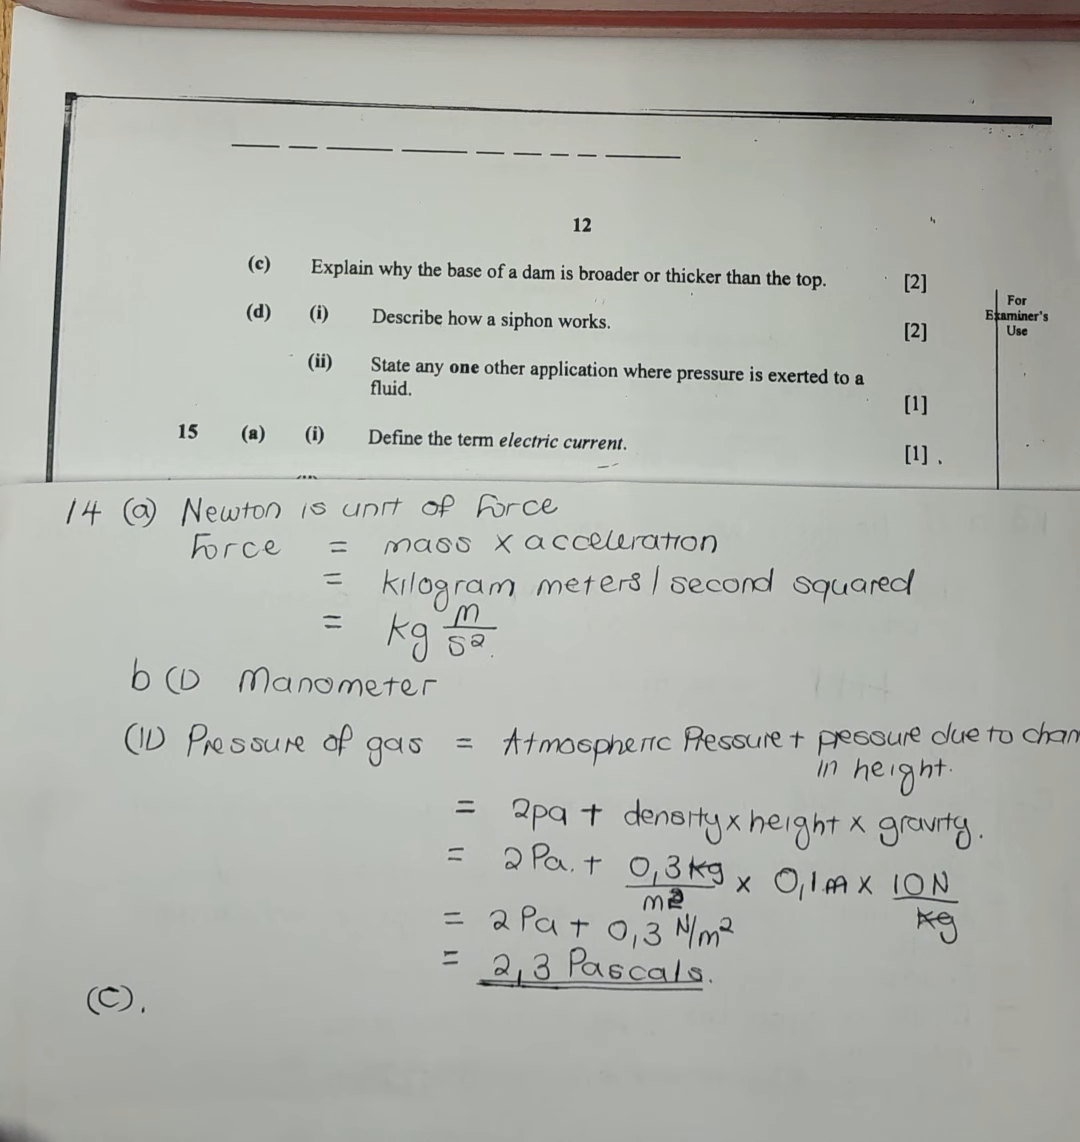 12
(c) Explain why the base of a dam is broader or thicker than the top. [2]
For
Examiner's
Use
(d) (i) Describe how a siphon works. [2]
(ii) State any one other application where pressure is exerted to a
fluid. [1]
15 (a) (i) Define the term electric current. [1]
14 (a) Newton is unit of Force
Force = mass x acceleration
= kilogram meters / second squared
= kg m/s²
b (i) Manometer
(ii) Pressure of gas = Atmospheric Pressure + pressure due to chan
in height.
= 2pa + density x height x gravity.
= 2 Pa. + 0,3 kg/m² x 0,1 m x 10 N/kg
= 2 Pa + 0,3 N/m²
= 2,3 Pascals.
(C).